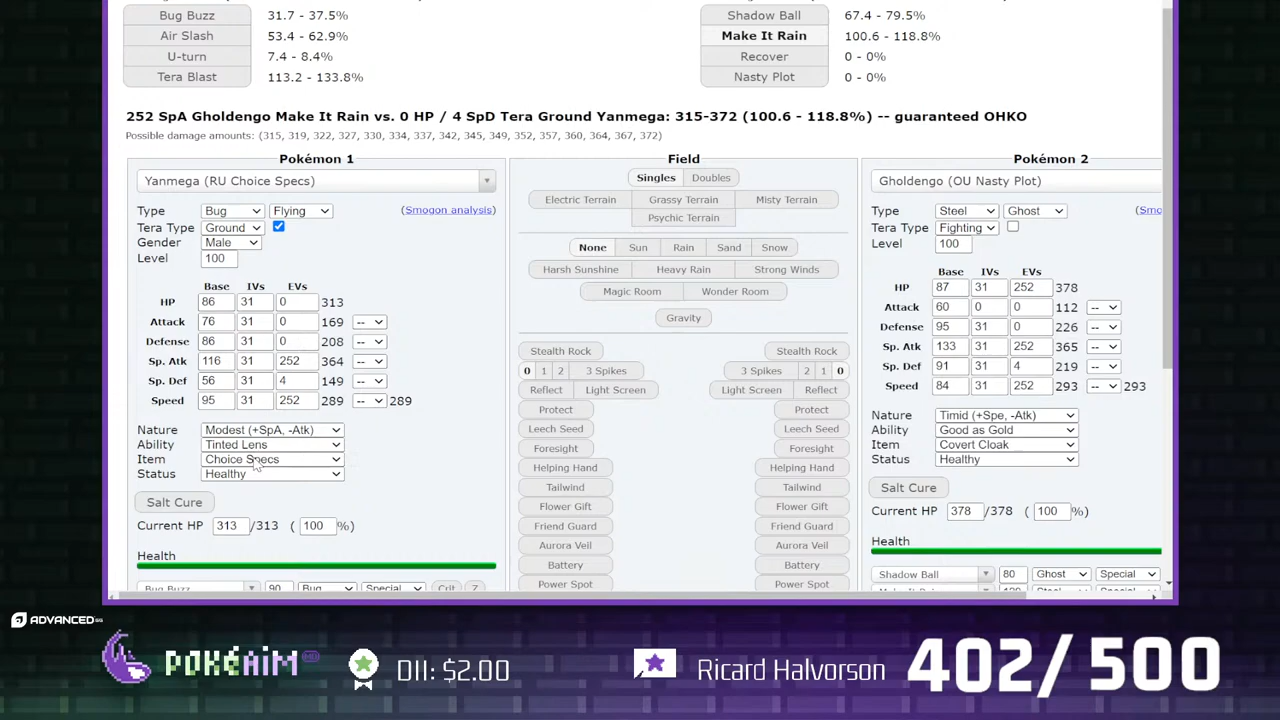 Bug Buzz 31.7 - 37.5%
Air Slash 53.4 - 62.9%
U-turn 7.4 - 8.4%
Tera Blast 113.2 - 133.8%
Shadow Ball 67.4 - 79.5%
Make It Rain 100.6 - 118.8%
Recover 0 - 0%
Nasty Plot 0 - 0%
252 SpA Gholdengo Make It Rain vs. 0 HP / 4 SpD Tera Ground Yanmega: 315-372 (100.6 - 118.8%) -- guaranteed OHKO
Possible damage amounts: (315, 319, 322, 327, 330, 334, 337, 342, 345, 349, 352, 357, 360, 364, 367, 372)
Pokémon 1
Yanmega (RU Choice Specs)
Type Bug Flying (Smogon analysis)
Tera Type Ground
Gender Male
Level 100
Base IVs EVs
HP 86 31 0 313
Attack 76 31 0 169 --
Defense 86 31 0 208 --
Sp. Atk 116 31 252 364 --
Sp. Def 56 31 4 149 --
Speed 95 31 252 289 -- 289
Nature Modest (+SpA, -Atk)
Ability Tinted Lens
Item Choice Specs
Status Healthy
Salt Cure
Current HP 313 /313 ( 100 %)
Health
Bug Buzz 90 Bug Special Crit Z
Field
Singles Doubles
Electric Terrain Grassy Terrain Misty Terrain
Psychic Terrain
None Sun Rain Sand Snow
Harsh Sunshine Heavy Rain Strong Winds
Magic Room Wonder Room
Gravity
Stealth Rock Stealth Rock
0 1 2 3 Spikes 3 Spikes 2 1 0
Reflect Light Screen Light Screen Reflect
Protect Protect
Leech Seed Leech Seed
Foresight Foresight
Helping Hand Helping Hand
Tailwind Tailwind
Flower Gift Flower Gift
Friend Guard Friend Guard
Aurora Veil Aurora Veil
Battery Battery
Power Spot Power Spot
Pokémon 2
Gholdengo (OU Nasty Plot)
Type Steel Ghost (Smo
Tera Type Fighting
Level 100
Base IVs EVs
HP 87 31 252 378
Attack 60 0 0 112 --
Defense 95 31 0 226 --
Sp. Atk 133 31 252 365 --
Sp. Def 91 31 4 219 --
Speed 84 31 252 293 -- 293
Nature Timid (+Spe, -Atk)
Ability Good as Gold
Item Covert Cloak
Status Healthy
Salt Cure
Current HP 378 /378 ( 100 %)
Health
Shadow Ball 80 Ghost Special
ADVANCED GG
POKÉAIM MD
DII: $2.00
Ricard Halvorson
402/500